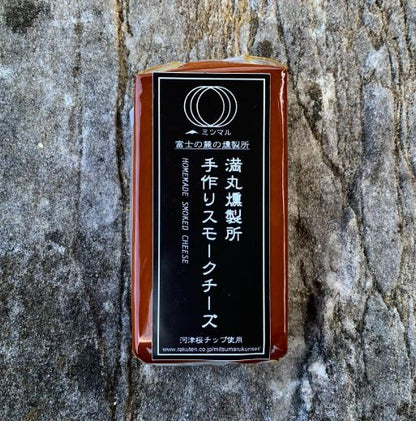 ミツマル
富士の麓の燻製所
満丸燻製所
手作りスモークチーズ
HOMEMADE SMOKED CHEESE
河津桜チップ使用
www.rakuten.co.jp/mitsumarukunsei/